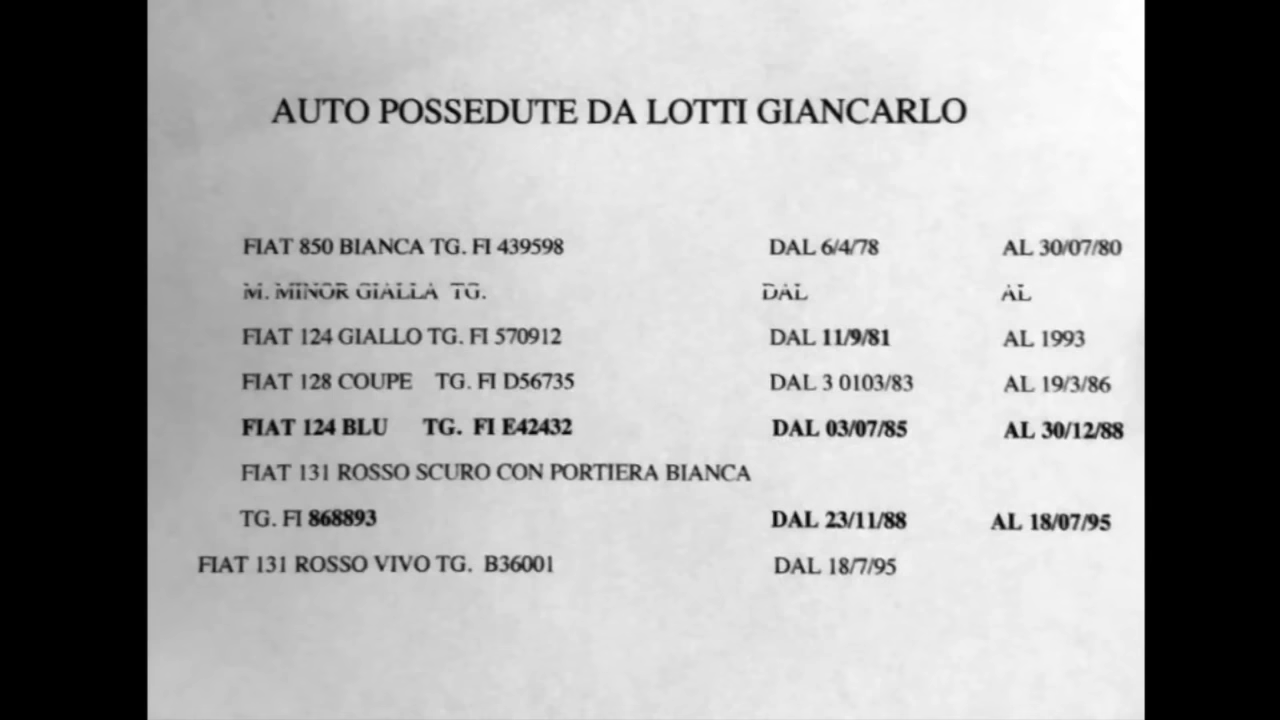 AUTO POSSEDUTE DA LOTTI GIANCARLO
FIAT 850 BIANCA TG. FI 439598 DAL 6/4/78 AL 30/07/80
M. MINOR GIALLA TG. DAL AL
FIAT 124 GIALLO TG. FI 570912 DAL 11/9/81 AL 1993
FIAT 128 COUPE TG. FI D56735 DAL 3 0103/83 AL 19/3/86
FIAT 124 BLU TG. FI E42432 DAL 03/07/85 AL 30/12/88
FIAT 131 ROSSO SCURO CON PORTIERA BIANCA
TG. FI 868893 DAL 23/11/88 AL 18/07/95
FIAT 131 ROSSO VIVO TG. B36001 DAL 18/7/95